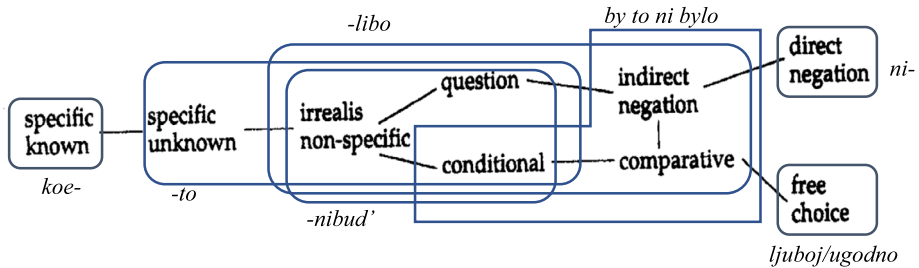 by to ni bylo
-libo
direct
negation
ni-
question
indirect
negation
specific
known
specific
unknown
irrealis
non-specific
conditional
comparative
free
choice
koe-
-to
-nibud’
ljuboj/ugodno